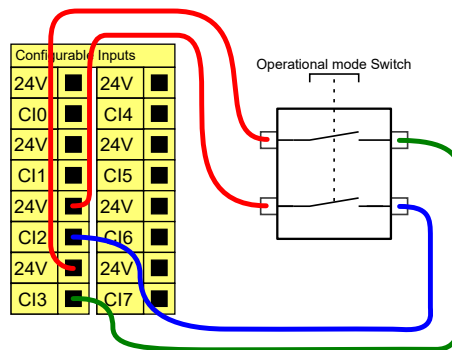 Configurable Inputs
Operational mode Switch
24V 24V
CI0 CI4
24V 24V
CI1 CI5
24V 24V
CI2 CI6
24V 24V
CI3 CI7